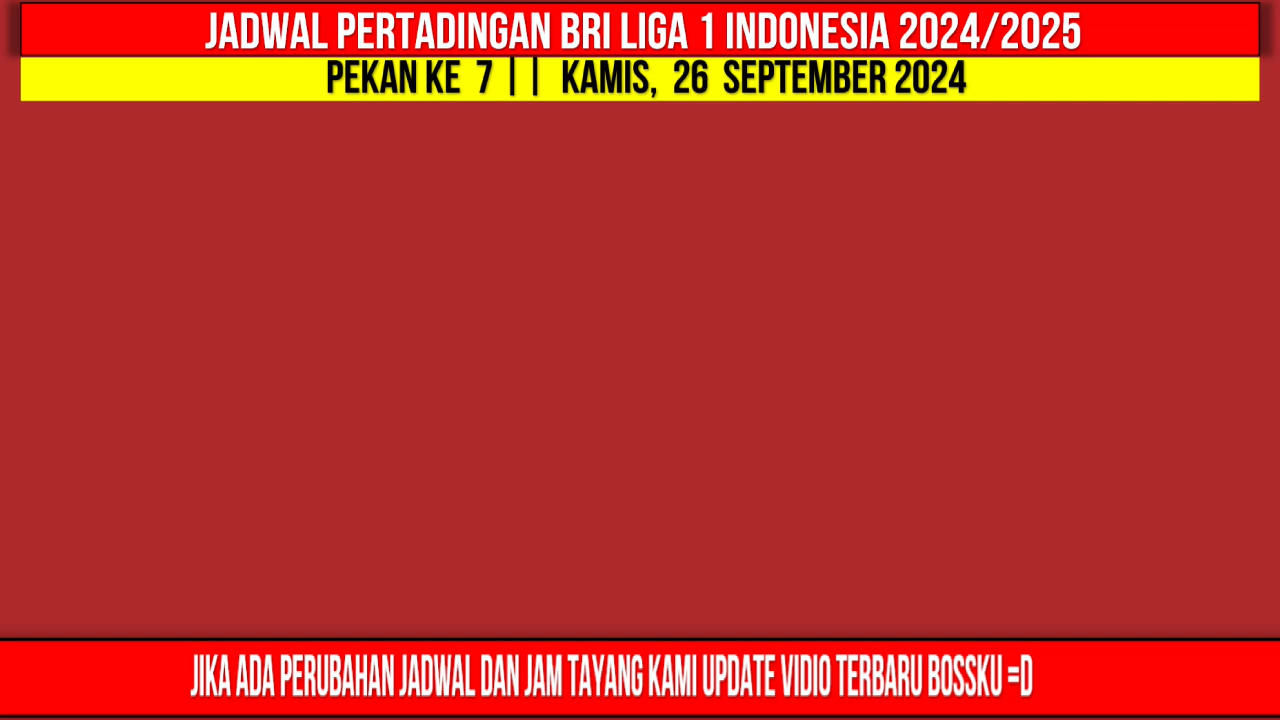 JADWAL PERTADINGAN BRI LIGA 1 INDONESIA 2024/2025
PEKAN KE 7 || KAMIS, 26 SEPTEMBER 2024
JIKA ADA PERUBAHAN JADWAL DAN JAM TAYANG KAMI UPDATE VIDIO TERBARU BOSSKU =D